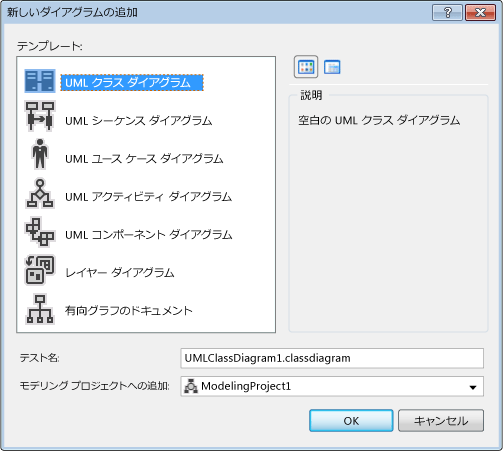 新しいダイアグラムの追加
テンプレート:
UML クラス ダイアグラム
UML シーケンス ダイアグラム
UML ユース ケース ダイアグラム
UML アクティビティ ダイアグラム
UML コンポーネント ダイアグラム
レイヤー ダイアグラム
有向グラフのドキュメント
説明
空白の UML クラス ダイアグラム
テスト名:
UMLClassDiagram1.classdiagram
モデリング プロジェクトへの追加:
ModelingProject1
OK
キャンセル